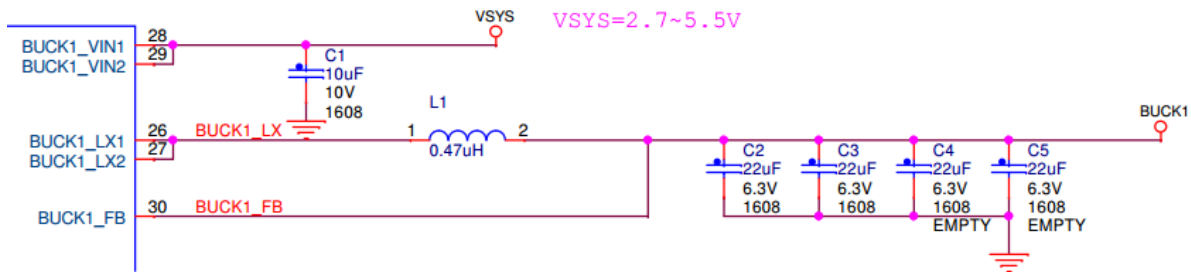 VSYS
VSYS=2.7~5.5V
BUCK1_VIN1
28
BUCK1_VIN2
29
C1
10uF
10V
1608
L1
BUCK1
BUCK1_LX1
26
BUCK1_LX
1
2
0.47uH
BUCK1_LX2
27
C2
22uF
6.3V
1608
C3
22uF
6.3V
1608
C4
22uF
6.3V
1608
EMPTY
C5
22uF
6.3V
1608
EMPTY
BUCK1_FB
30
BUCK1_FB